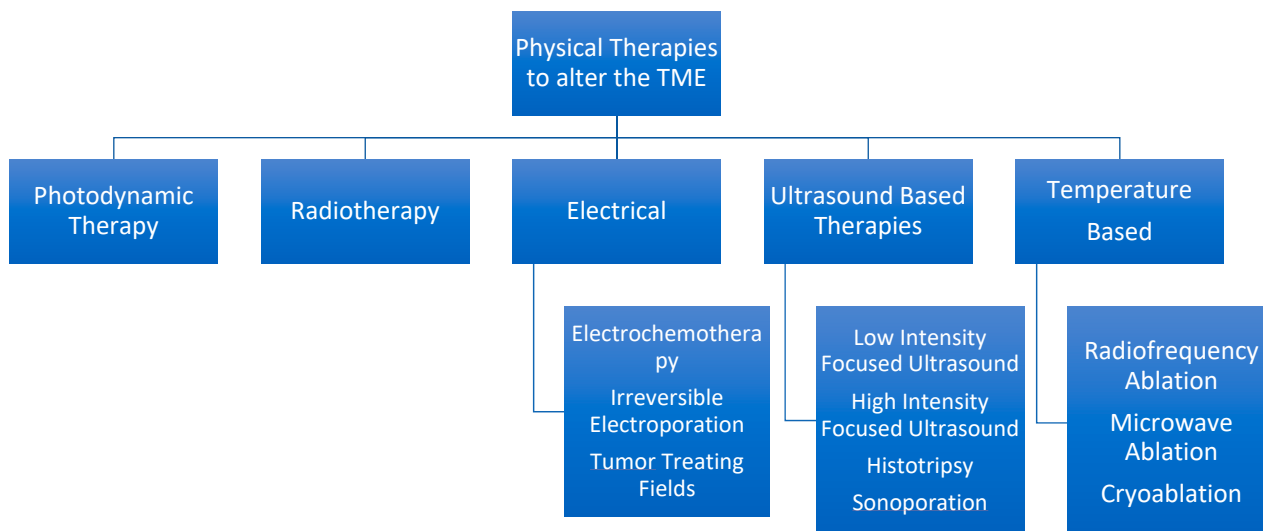 Physical Therapies
to alter the TME
Photodynamic
Therapy
Radiotherapy
Electrical
Ultrasound Based
Therapies
Temperature
Based
Electrochemothera
py
Irreversible
Electroporation
Tumor Treating
Fields
Low Intensity
Focused Ultrasound
High Intensity
Focused Ultrasound
Histotripsy
Sonoporation
Radiofrequency
Ablation
Microwave
Ablation
Cryoablation